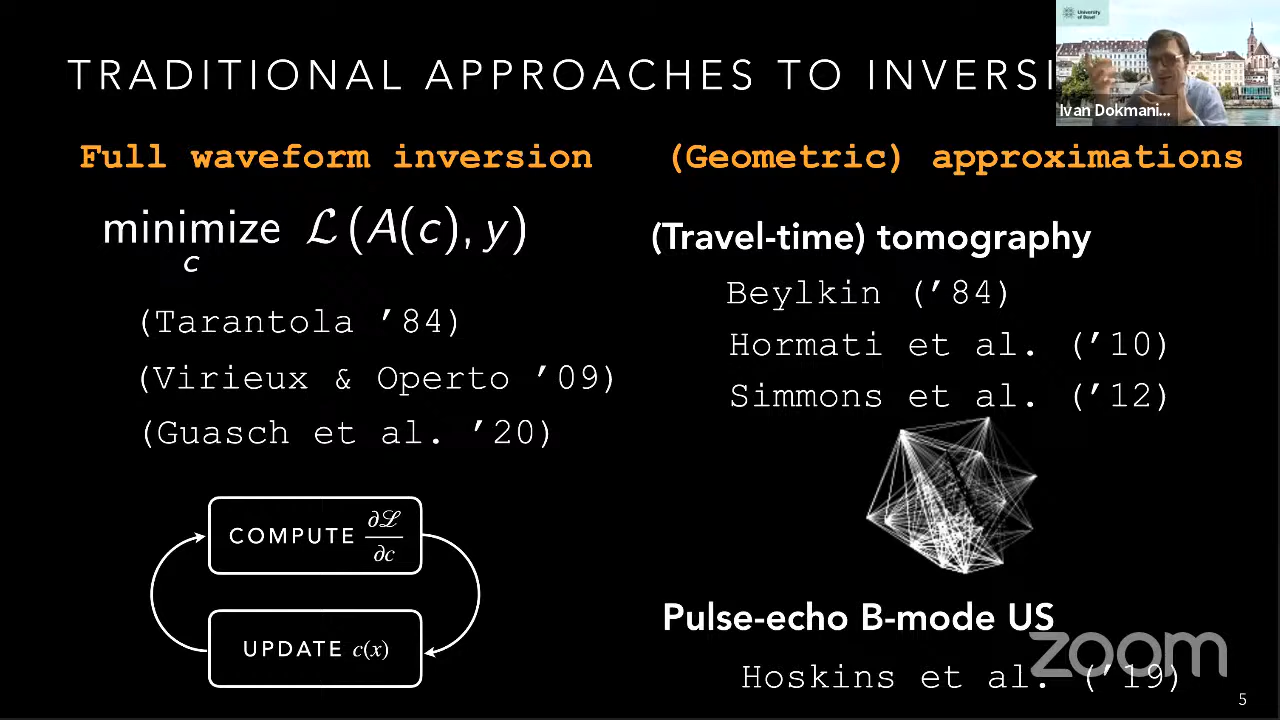 TRADITIONAL APPROACHES TO INVERSI
University
of Basel
Ivan Dokmani...
Full waveform inversion
minimize ℒ(A(c), y)
c
(Tarantola ’84)
(Virieux & Operto ’09)
(Guasch et al. ’20)
COMPUTE ∂ℒ/∂c
UPDATE c(x)
(Geometric) approximations
(Travel-time) tomography
Beylkin (’84)
Hormati et al. (’10)
Simmons et al. (’12)
Pulse-echo B-mode US
Hoskins et al. (’19)
zoom
5